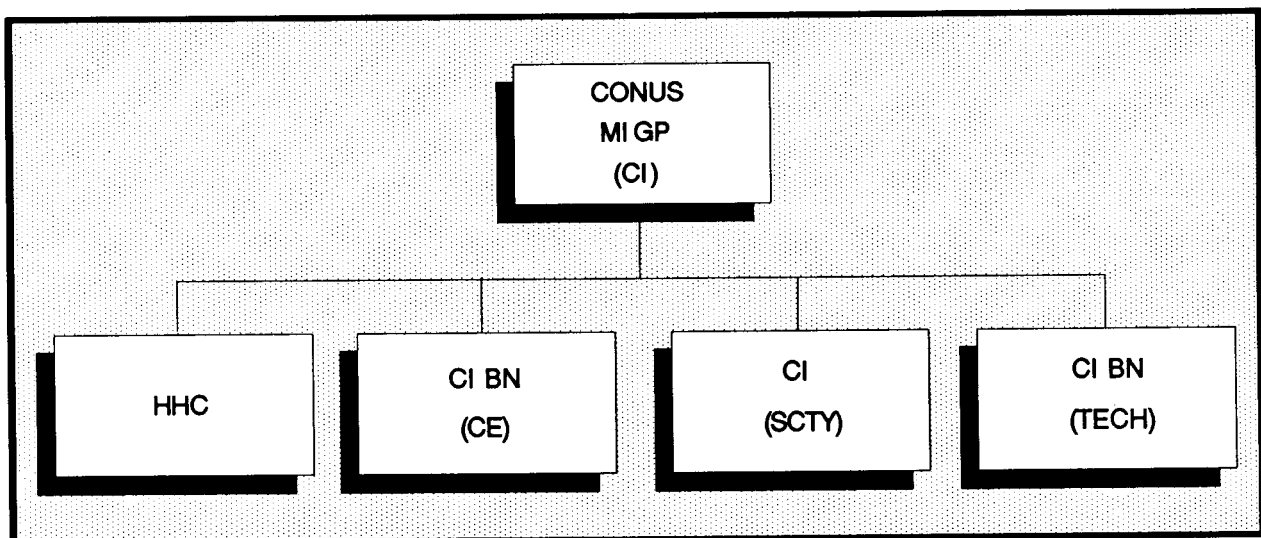 CONUS
MI GP
(CI)
HHC
CI BN
(CE)
CI
(SCTY)
CI BN
(TECH)